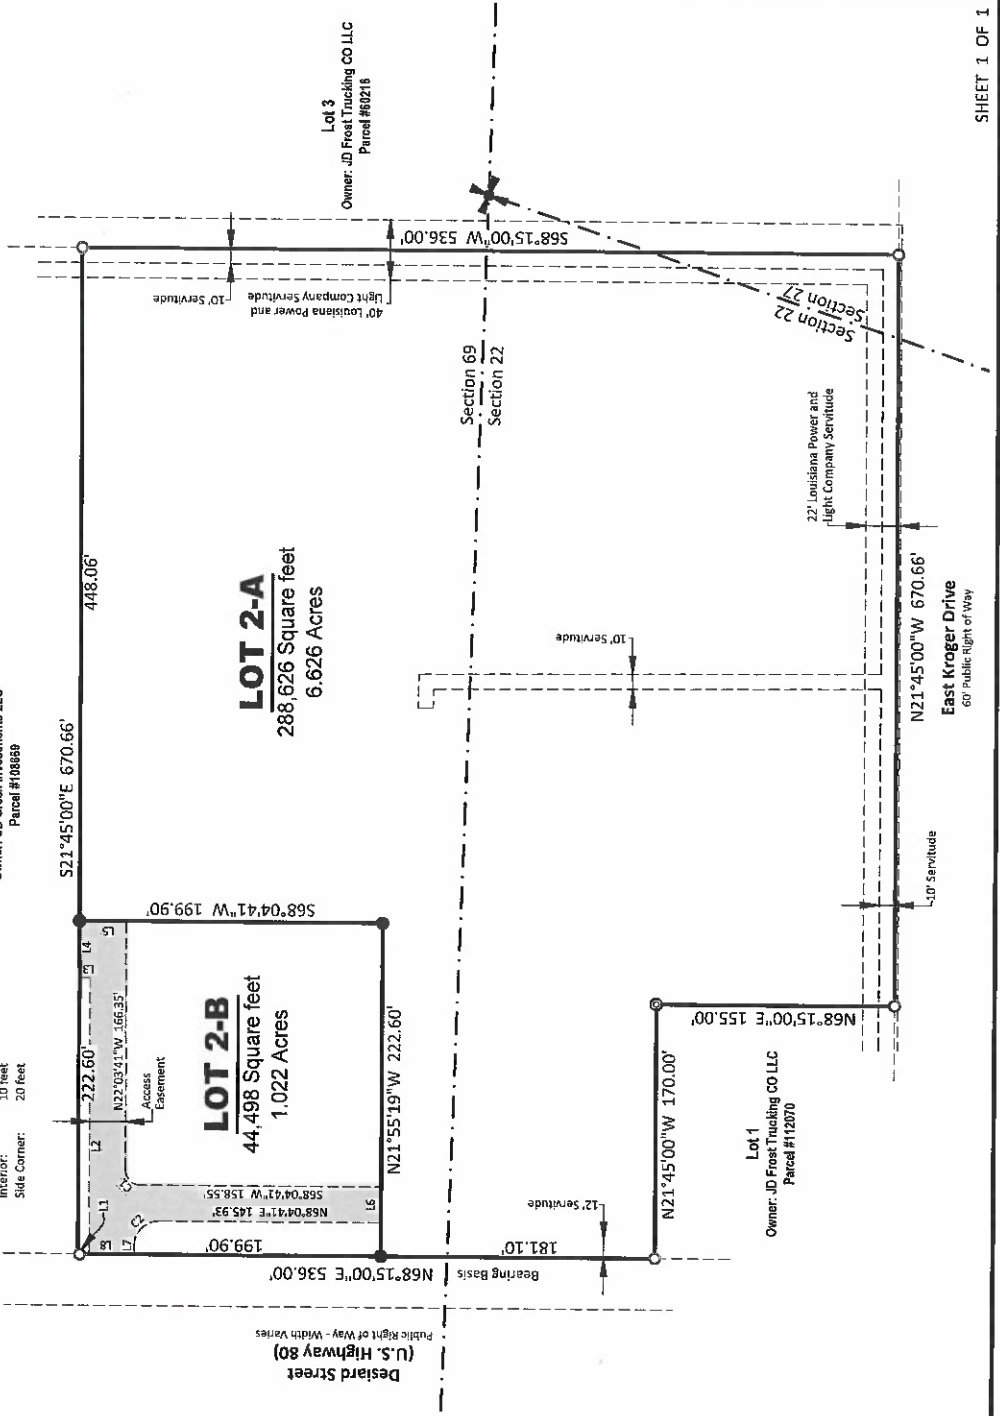 Interior: 10 feet
Side Corner: 20 feet
Parcel #108669
S21°45'00"E 670.66'
222.60'
448.06'
L1
L2
L3
L4
L5
L6
L7
L8
C2
N22°03'41"W 166.35'
Access
Easement
LOT 2-B
44,498 Square feet
1.022 Acres
S68°04'41"W 158.55'
N68°04'41"E 145.93'
199.90'
S68°04'41"W 199.90'
N21°55'19"W 222.60'
LOT 2-A
288,626 Square feet
6.626 Acres
10' Servitude
40' Louisiana Power and
Light Company Servitude
S68°15'00"W 536.00'
Lot 3
Owner: JD Frost Trucking CO LLC
Parcel #60216
Section 69
Section 22
Section 22
Section 27
22' Louisiana Power and
Light Company Servitude
10' Servitude
N21°45'00"W 670.66'
East Kroger Drive
60' Public Right of Way
10' Servitude
N68°15'00"E 155.00'
N21°45'00"W 170.00'
Lot 1
Owner: JD Frost Trucking CO LLC
Parcel #112070
12' Servitude
181.10'
N68°15'00"E 536.00'
Bearing Basis
Desiard Street
(U.S. Highway 80)
Public Right of Way - Width Varies
SHEET 1 OF 1